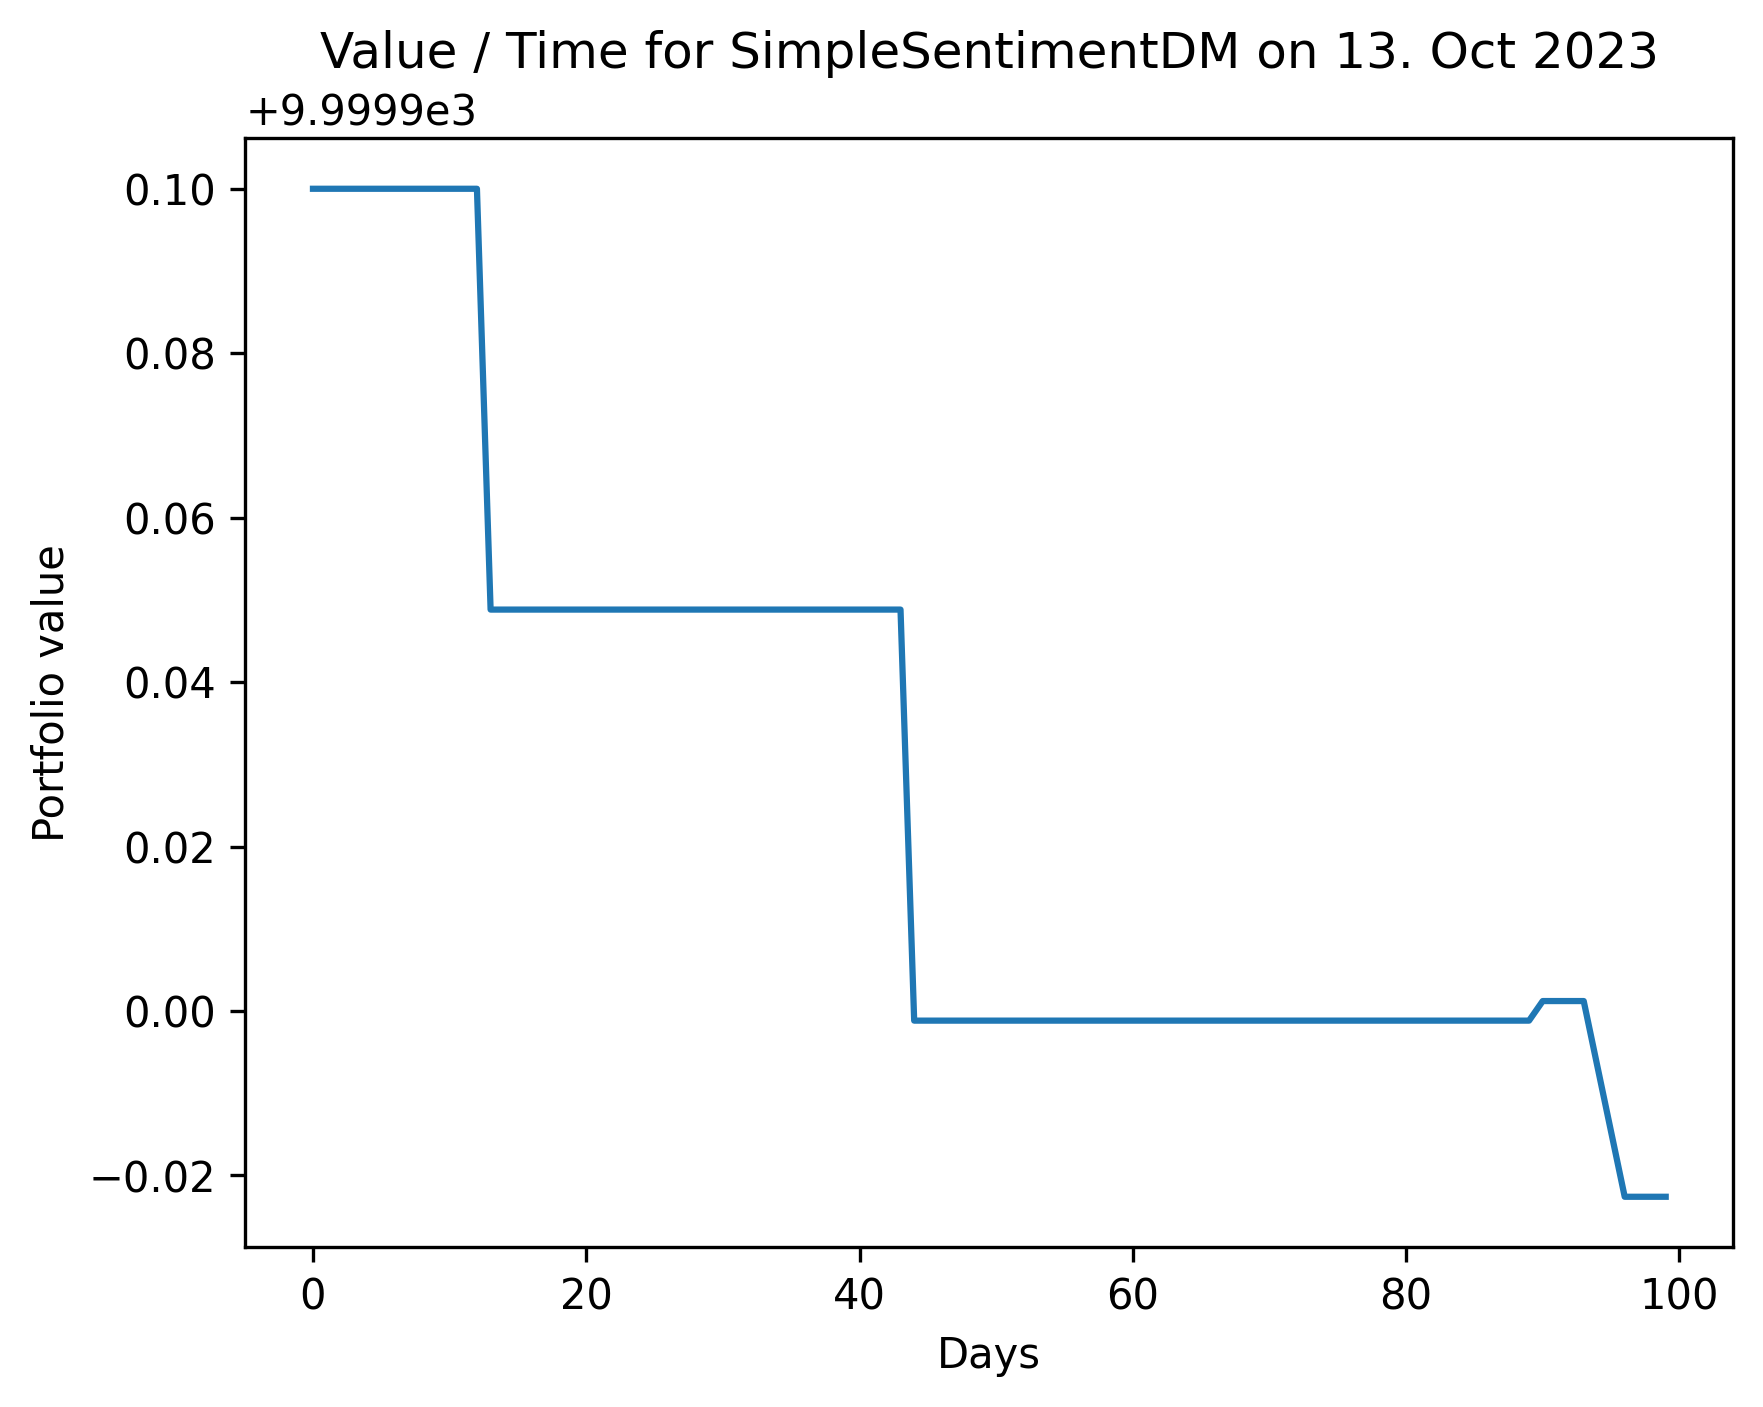 Value / Time for SimpleSentimentDM on 13. Oct 2023
+9.9999e3
0.10
0.08
0.06
0.04
0.02
0.00
−0.02
Portfolio value
0 20 40 60 80 100
Days